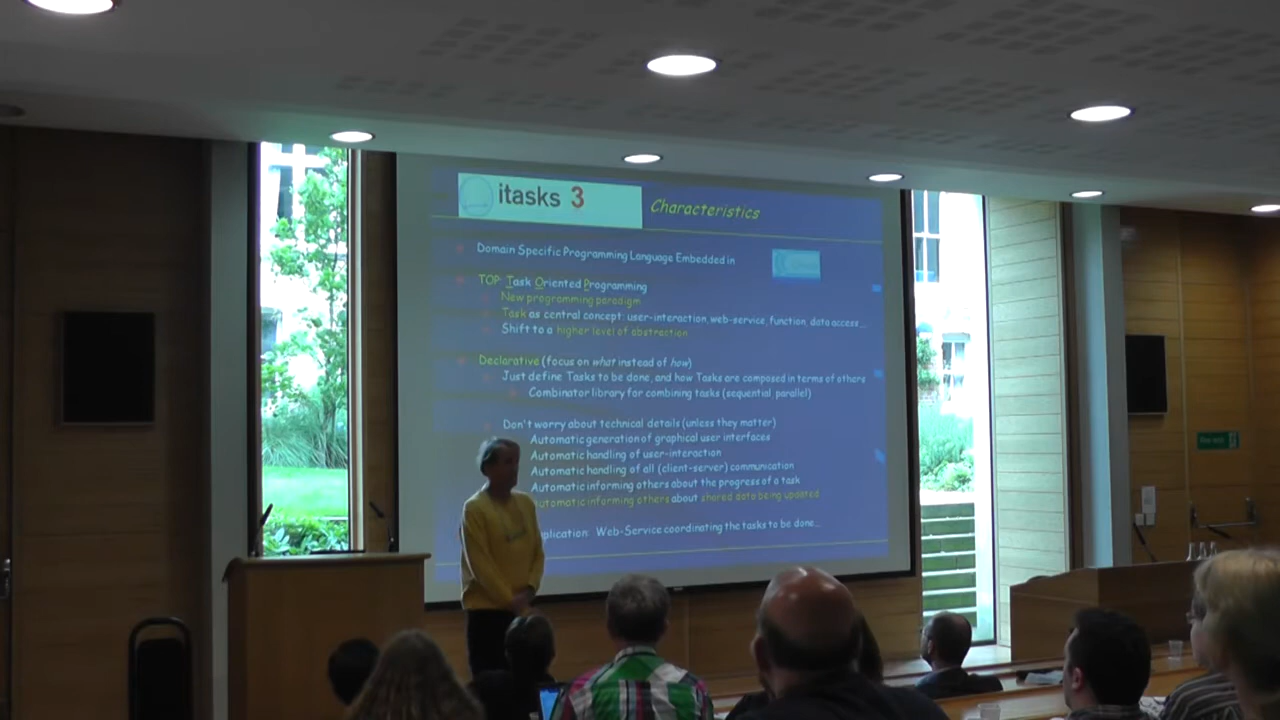 itasks 3
Characteristics
Domain Specific Programming Language Embedded in
TOP Task Oriented Programming
New programming paradigm
Task as central concept: user-interaction, web-service, function, data access...
Shift to a higher level of abstraction
Declarative (focus on what instead of how)
Just define Tasks to be done, and how Tasks are composed in terms of others
Combinator library for combining tasks (sequential, parallel)
Don't worry about technical details (unless they matter)
Automatic generation of graphical user interfaces
Automatic handling of user-interaction
Automatic handling of all (client-server) communication
Automatic informing others about the progress of a task
utomatic informing others about shared data being updated
plication: Web-Service coordinating the tasks to be done...